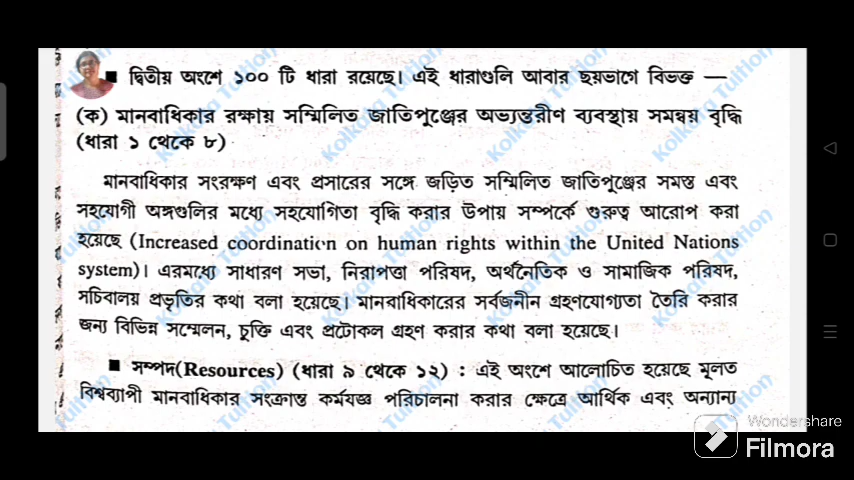 ■ দ্বিতীয় অংশে ১০০ টি ধারা রয়েছে। এই ধারাগুলি আবার ছয়ভাগে বিভক্ত —
(ক) মানবাধিকার রক্ষায় সম্মিলিত জাতিপুঞ্জের অভ্যন্তরীণ ব্যবস্থায় সমন্বয় বৃদ্ধি
(ধারা ১ থেকে ৮)
মানবাধিকার সংরক্ষণ এবং প্রসারের সঙ্গে জড়িত সম্মিলিত জাতিপুঞ্জের সমস্ত এবং
সহযোগী অঙ্গগুলির মধ্যে সহযোগিতা বৃদ্ধি করার উপায় সম্পর্কে গুরুত্ব আরোপ করা
হয়েছে (Increased coordination on human rights within the United Nations
system)। এরমধ্যে সাধারণ সভা, নিরাপত্তা পরিষদ, অর্থনৈতিক ও সামাজিক পরিষদ,
সচিবালয় প্রভৃতির কথা বলা হয়েছে। মানবাধিকারের সর্বজনীন গ্রহণযোগ্যতা তৈরি করার
জন্য বিভিন্ন সম্মেলন, চুক্তি এবং প্রটোকল গ্রহণ করার কথা বলা হয়েছে।
■ সম্পদ(Resources) (ধারা ৯ থেকে ১২) : এই অংশে আলোচিত হয়েছে মূলত
বিশ্বব্যাপী মানবাধিকার সংক্রান্ত কর্মযজ্ঞ পরিচালনা করার ক্ষেত্রে আর্থিক এবং অন্যান্য
Kolkata Tuition
Wondershare
Filmora